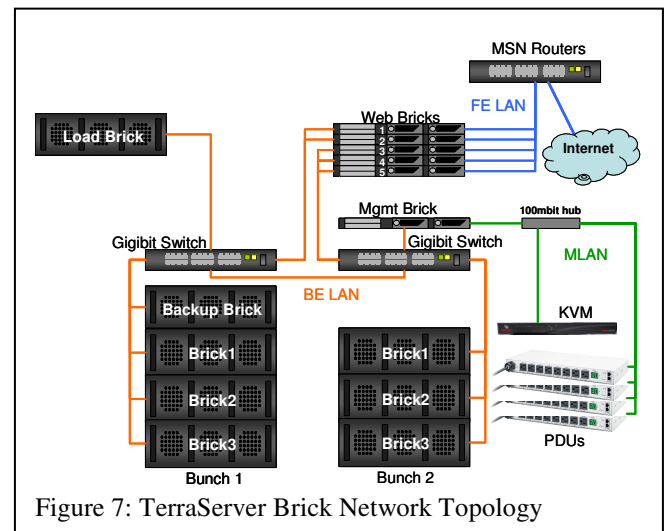 MSN Routers
FE LAN
Web Bricks
Load Brick
1
2
3
4
5
Internet
Mgmt Brick
100mbit hub
Gigibit Switch
Gigibit Switch
MLAN
BE LAN
KVM
Backup Brick
Brick1
Brick1
Brick2
Brick2
Brick3
Brick3
PDUs
Bunch 1
Bunch 2
Figure 7: TerraServer Brick Network Topology